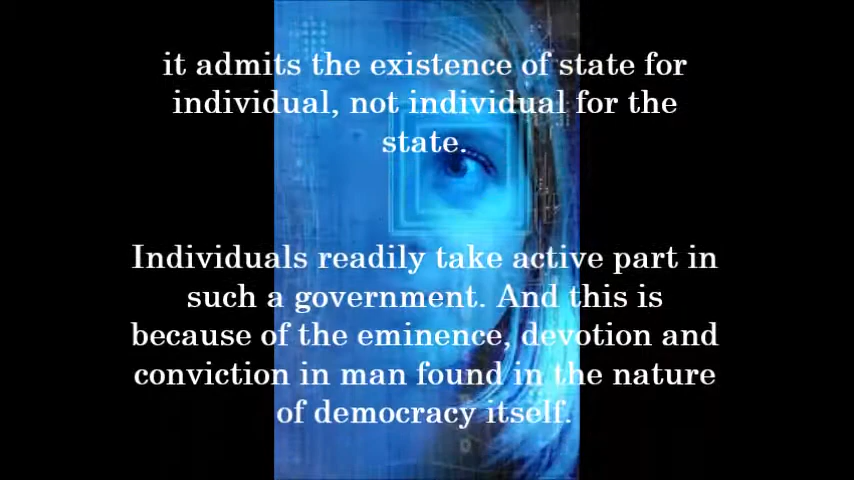 it admits the existence of state for
individual, not individual for the
state.
Individuals readily take active part in
such a government. And this is
because of the eminence, devotion and
conviction in man found in the nature
of democracy itself.